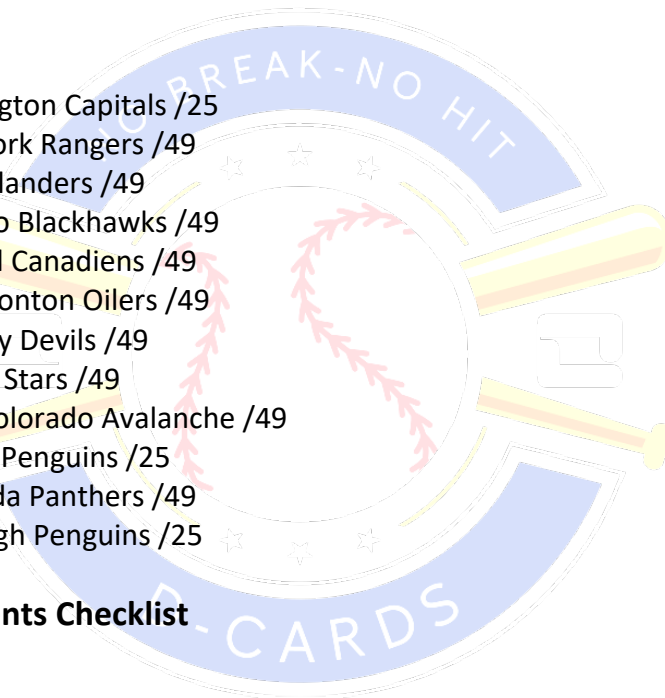 NO BREAK-NO HIT
gton Capitals /25
ork Rangers /49
landers /49
o Blackhawks /49
l Canadiens /49
onton Oilers /49
y Devils /49
Stars /49
olorado Avalanche /49
Penguins /25
da Panthers /49
gh Penguins /25
nts Checklist
D-CARDS